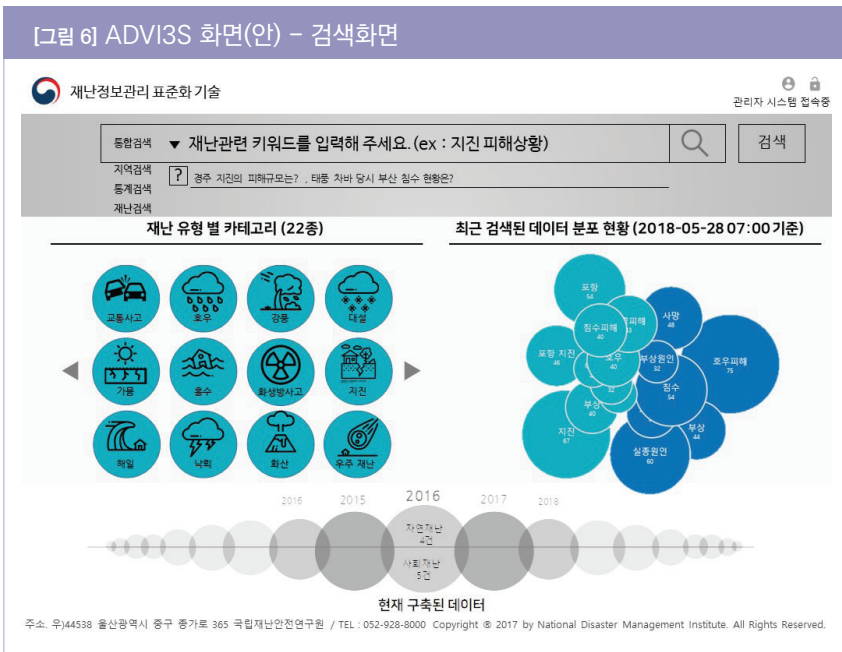 [그림 6] ADVI3S 화면(안) – 검색화면
재난정보관리 표준화 기술
관리자 시스템 접속중
통합검색 ▼ 재난관련 키워드를 입력해 주세요. (ex : 지진 피해상황)
검색
지역검색
? 경주 지진의 피해규모는? , 태풍 차바 당시 부산 침수 현황은?
통계검색
재난검색
재난 유형 별 카테고리 (22종)
교통사고 호우 강풍 대설
가뭄 홍수 화생방사고 지진
해일 낙뢰 화산 우주 재난
최근 검색된 데이터 분포 현황 (2018-05-28 07:00 기준)
포항
54
침수피해
40
피해
사망
48
포항 지진
46
호우
40
부상원인
32
호우피해
75
침수
54
부상
40
지진
67
부상
44
실종원인
60
2016 2015 2016 2017 2018
자연재난
4건
사회재난
5건
현재 구축된 데이터
주소. 우)44538 울산광역시 중구 종가로 365 국립재난안전연구원 / TEL : 052-928-8000 Copyright ® 2017 by National Disaster Management Institute. All Rights Reserved.